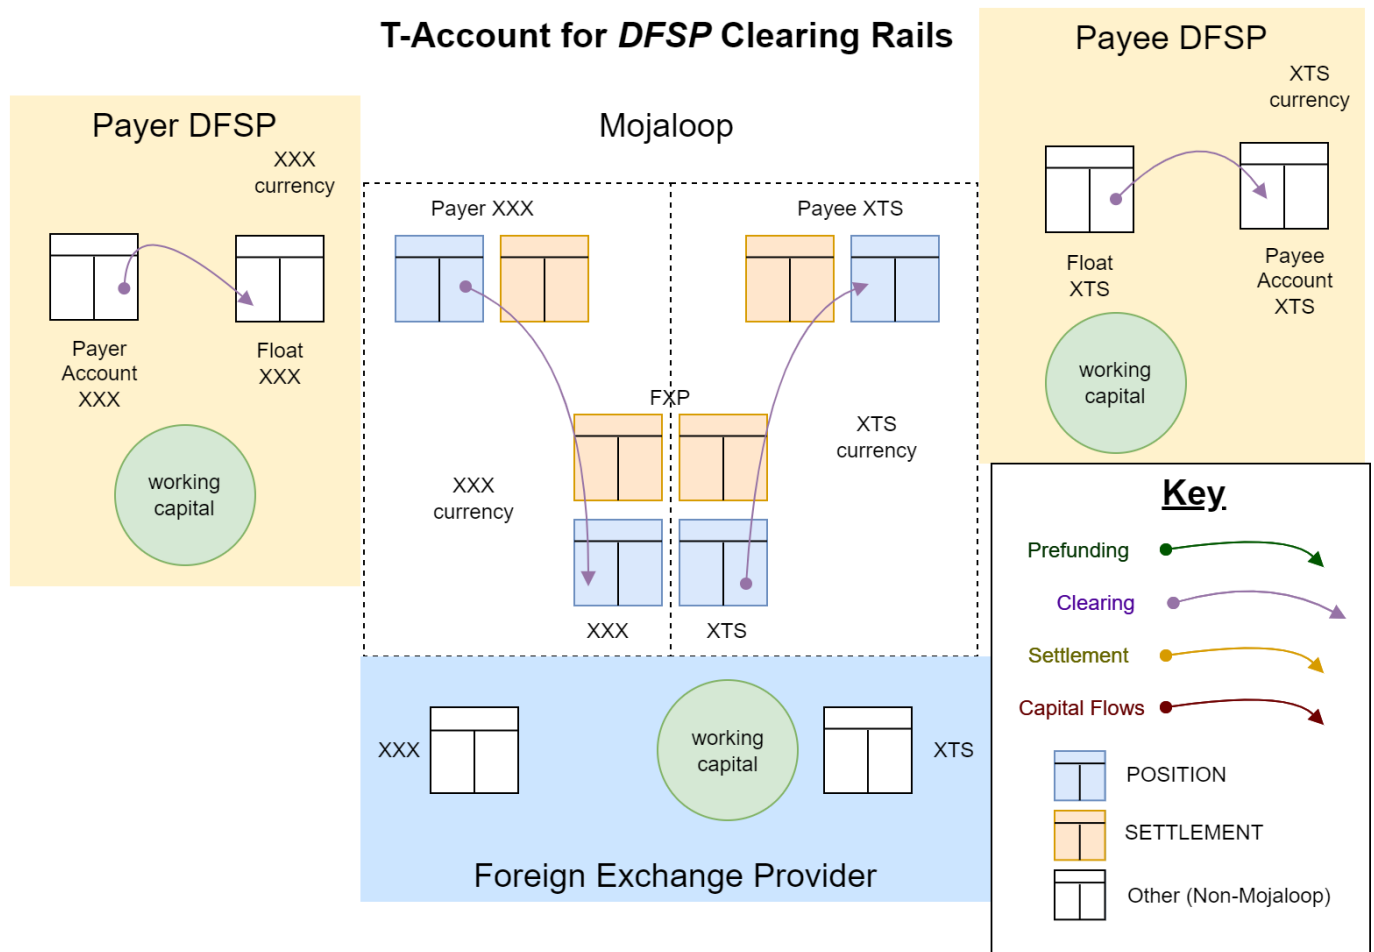 T-Account for DFSP Clearing Rails
Payer DFSP
XXX
currency
Payer
Account
XXX
Float
XXX
working
capital
Mojaloop
Payer XXX
Payee XTS
FXP
XXX
currency
XTS
currency
XXX
XTS
Payee DFSP
XTS
currency
Float
XTS
Payee
Account
XTS
working
capital
XXX
working
capital
XTS
Foreign Exchange Provider
Key
Prefunding
Clearing
Settlement
Capital Flows
POSITION
SETTLEMENT
Other (Non-Mojaloop)